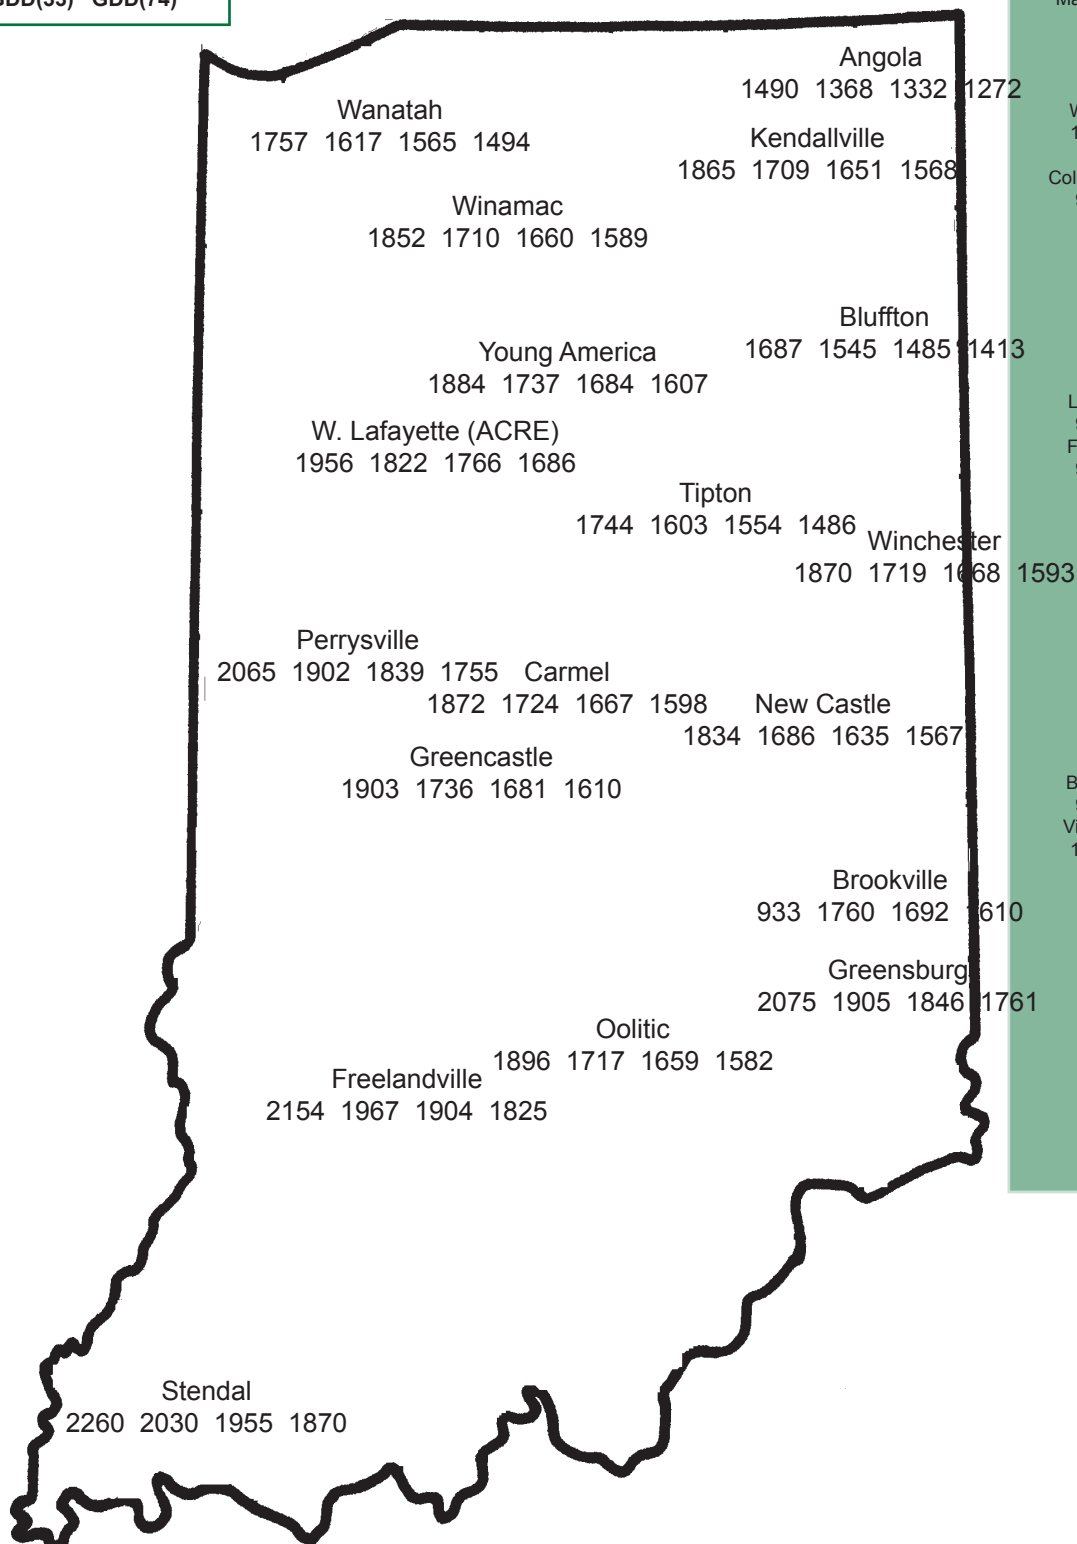 GDD(74)
Angola
1490 1368 1332 1272
Wanatah
1757 1617 1565 1494
Kendallville
1865 1709 1651 1568
Winamac
1852 1710 1660 1589
Bluffton
1687 1545 1485 1413
Young America
1884 1737 1684 1607
W. Lafayette (ACRE)
1956 1822 1766 1686
Tipton
1744 1603 1554 1486
Winchester
1870 1719 1668 1593
Perrysville
2065 1902 1839 1755
Carmel
1872 1724 1667 1598
New Castle
1834 1686 1635 1567
Greencastle
1903 1736 1681 1610
Brookville
933 1760 1692 1610
Greensburg
2075 1905 1846 1761
Oolitic
1896 1717 1659 1582
Freelandville
2154 1967 1904 1825
Stendal
2260 2030 1955 1870